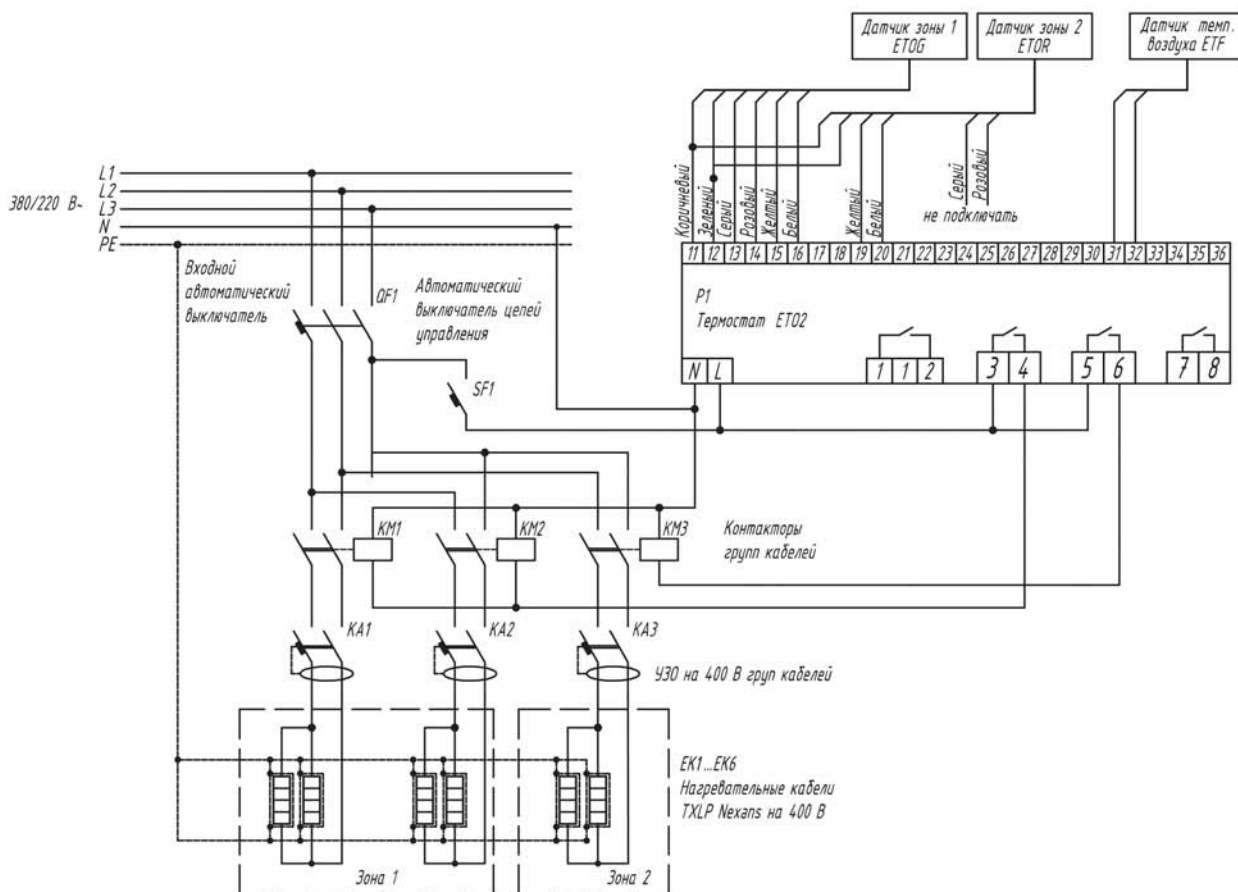 Датчик зоны 1
ETOG
Датчик зоны 2
ETOR
Датчик темп.
воздуха ETF
L1
L2
380/220 В~
L3
N
PE
Коричневый
Зеленый
Серый
Розовый
Желтый
Белый
Желтый
Белый
Серый
Розовый
не подключать
11 12 13 14 15 16 17 18 19 20 21 22 23 24 25 26 27 28 29 30 31 32 33 34 35 36
Входной
автоматический
выключатель
QF1
Автоматический
выключатель цепей
управления
P1
Термостат ETO2
SF1
N L
1 1 2
3 4
5 6
7 8
KM1
KM2
KM3
Контакторы
групп кабелей
KA1
KA2
KA3
УЗО на 400 В груп кабелей
EK1...EK6
Нагревательные кабели
TXLP Nexans на 400 В
Зона 1
Зона 2